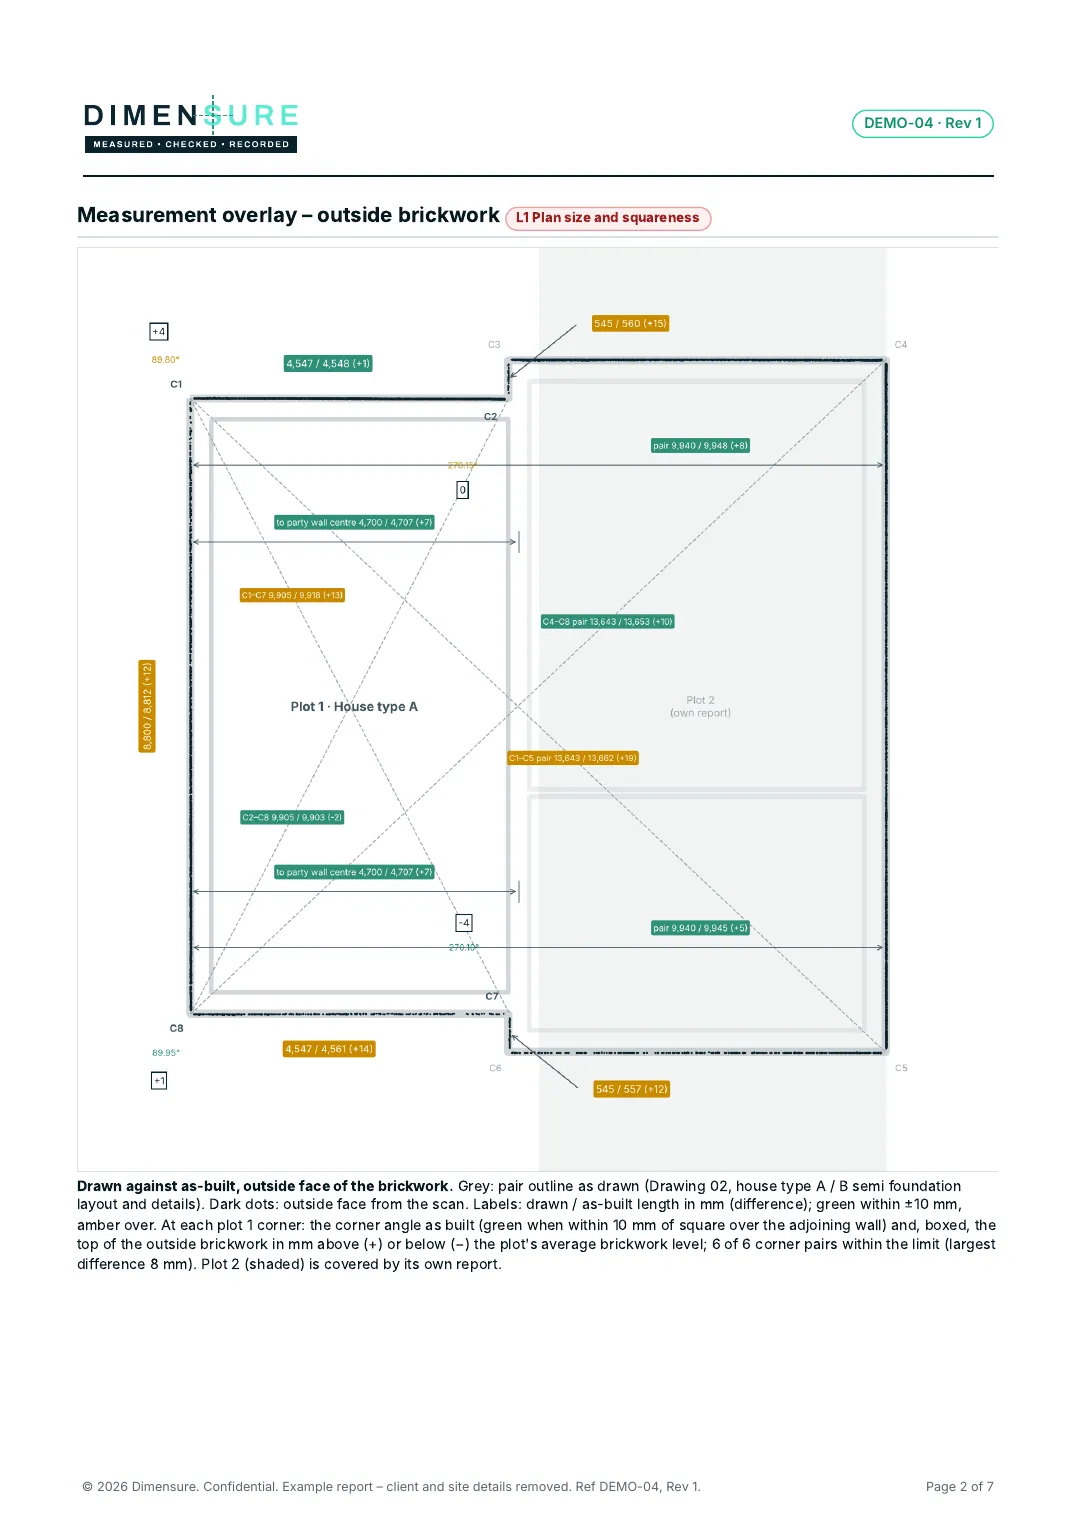 DIMENSURE
MEASURED • CHECKED • RECORDED
DEMO-04 · Rev 1
Measurement overlay – outside brickwork
L1 Plan size and squareness
+4
89.80°
C1
4,547 / 4,548 (+1)
C3
545 / 560 (+15)
C4
C2
pair 9,940 / 9,948 (+8)
270.15°
0
to party wall centre 4,700 / 4,707 (+7)
C1–C7 9,905 / 9,918 (+13)
C4–C8 pair 13,643 / 13,653 (+10)
8,800 / 8,812 (+12)
Plot 1 · House type A
Plot 2
(own report)
C1–C5 pair 13,643 / 13,662 (+19)
C2–C8 9,905 / 9,903 (-2)
to party wall centre 4,700 / 4,707 (+7)
-4
270.10°
pair 9,940 / 9,945 (+5)
C7
C8
89.95°
+1
4,547 / 4,561 (+14)
C6
545 / 557 (+12)
C5
Drawn against as-built, outside face of the brickwork. Grey: pair outline as drawn (Drawing 02, house type A / B semi foundation
layout and details). Dark dots: outside face from the scan. Labels: drawn / as-built length in mm (difference); green within ±10 mm,
amber over. At each plot 1 corner: the corner angle as built (green when within 10 mm of square over the adjoining wall) and, boxed, the
top of the outside brickwork in mm above (+) or below (−) the plot's average brickwork level; 6 of 6 corner pairs within the limit (largest
difference 8 mm). Plot 2 (shaded) is covered by its own report.
© 2026 Dimensure. Confidential. Example report – client and site details removed. Ref DEMO-04, Rev 1.
Page 2 of 7